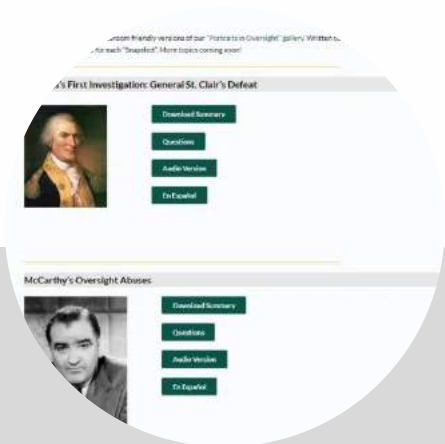 room friendly versions of our "Portraits in Oversight" gallery. Written
for each "Snapshot". More topics coming soon!
's First Investigation: General St. Clair's Defeat
Download Summary
Questions
Audio Version
En Español
McCarthy's Oversight Abuses
Download Summary
Questions
Audio Version
En Español